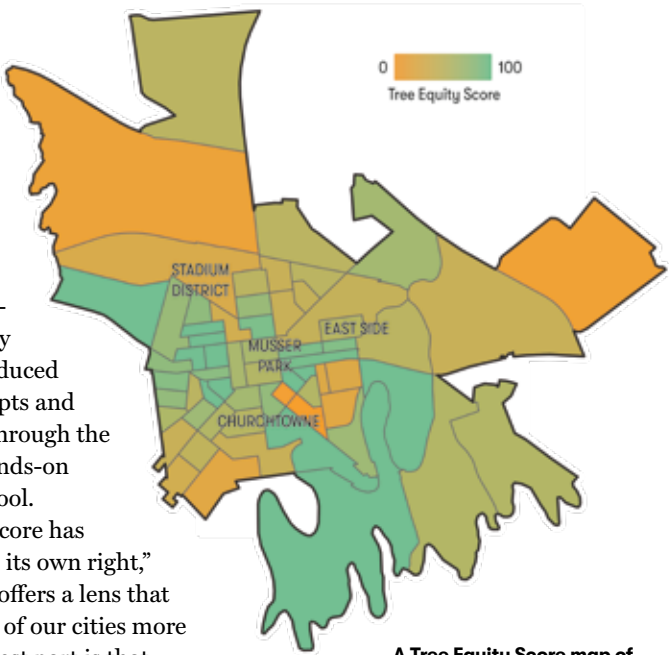 0 100
Tree Equity Score
STADIUM
DISTRICT
EAST SIDE
MUSSER
PARK
CHURCHTOWNE
-
y
duced
pts and
hrough the
nds-on
ool.
core has
its own right,”
offers a lens that
of our cities more
A Tree Equity Score map of